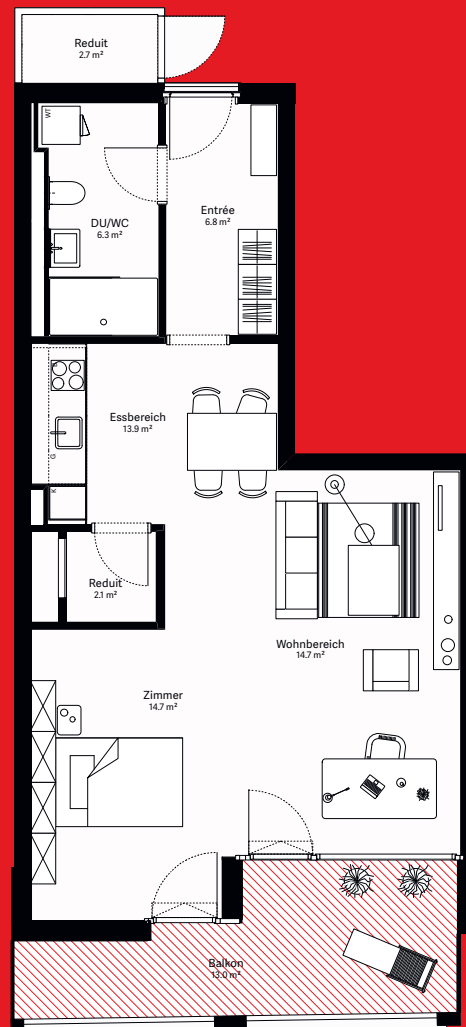 Reduit
2.7 m²
WT
DU/WC
6.3 m²
Entrée
6.8 m²
Essbereich
13.9 m²
G
K
Reduit
2.1 m²
Wohnbereich
14.7 m²
Zimmer
14.7 m²
Balkon
13.0 m²